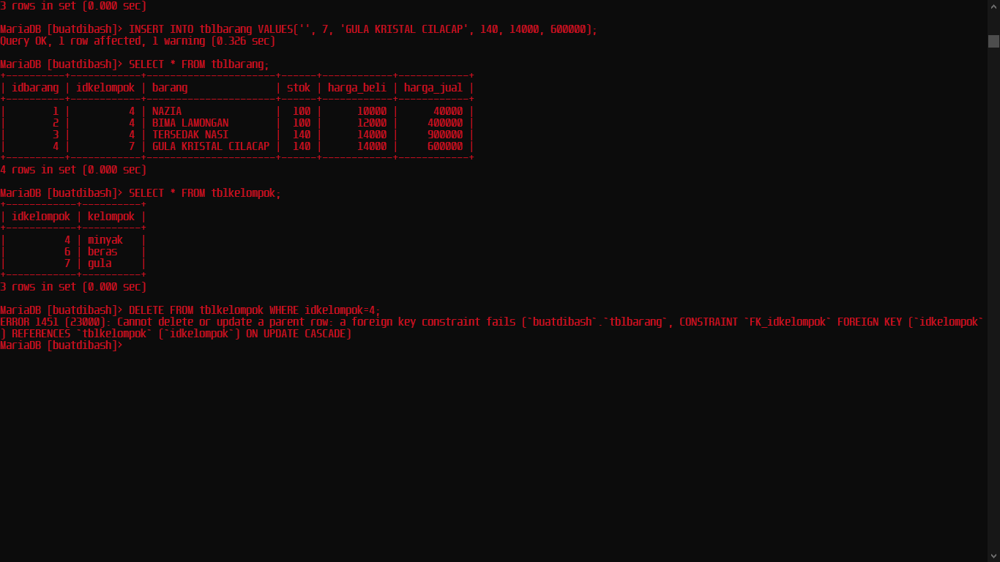 3 rows in set (0.000 sec)
MariaDB [buatdibash]> INSERT INTO tblbarang VALUES('', 7, 'GULA KRISTAL CILACAP', 140, 14000, 600000);
Query OK, 1 row affected, 1 warning (0.326 sec)
MariaDB [buatdibash]> SELECT * FROM tblbarang;
+----------+------------+----------------------+------+------------+------------+
| idbarang | idkelompok | barang               | stok | harga_beli | harga_jual |
+----------+------------+----------------------+------+------------+------------+
|        1 |          4 | NAZIA                |  100 |      10000 |      40000 |
|        2 |          4 | BIMA LAMONGAN        |  100 |      12000 |     400000 |
|        3 |          4 | TERSEDAK NASI        |  140 |      14000 |     900000 |
|        4 |          7 | GULA KRISTAL CILACAP |  140 |      14000 |     600000 |
+----------+------------+----------------------+------+------------+------------+
4 rows in set (0.000 sec)
MariaDB [buatdibash]> SELECT * FROM tblkelompok;
+------------+----------+
| idkelompok | kelompok |
+------------+----------+
|          4 | minyak   |
|          6 | beras    |
|          7 | gula     |
+------------+----------+
3 rows in set (0.000 sec)
MariaDB [buatdibash]> DELETE FROM tblkelompok WHERE idkelompok=4;
ERROR 1451 (23000): Cannot delete or update a parent row: a foreign key constraint fails (`buatdibash`.`tblbarang`, CONSTRAINT `FK_idkelompok` FOREIGN KEY (`idkelompok`
) REFERENCES `tblkelompok` (`idkelompok`) ON UPDATE CASCADE)
MariaDB [buatdibash]>